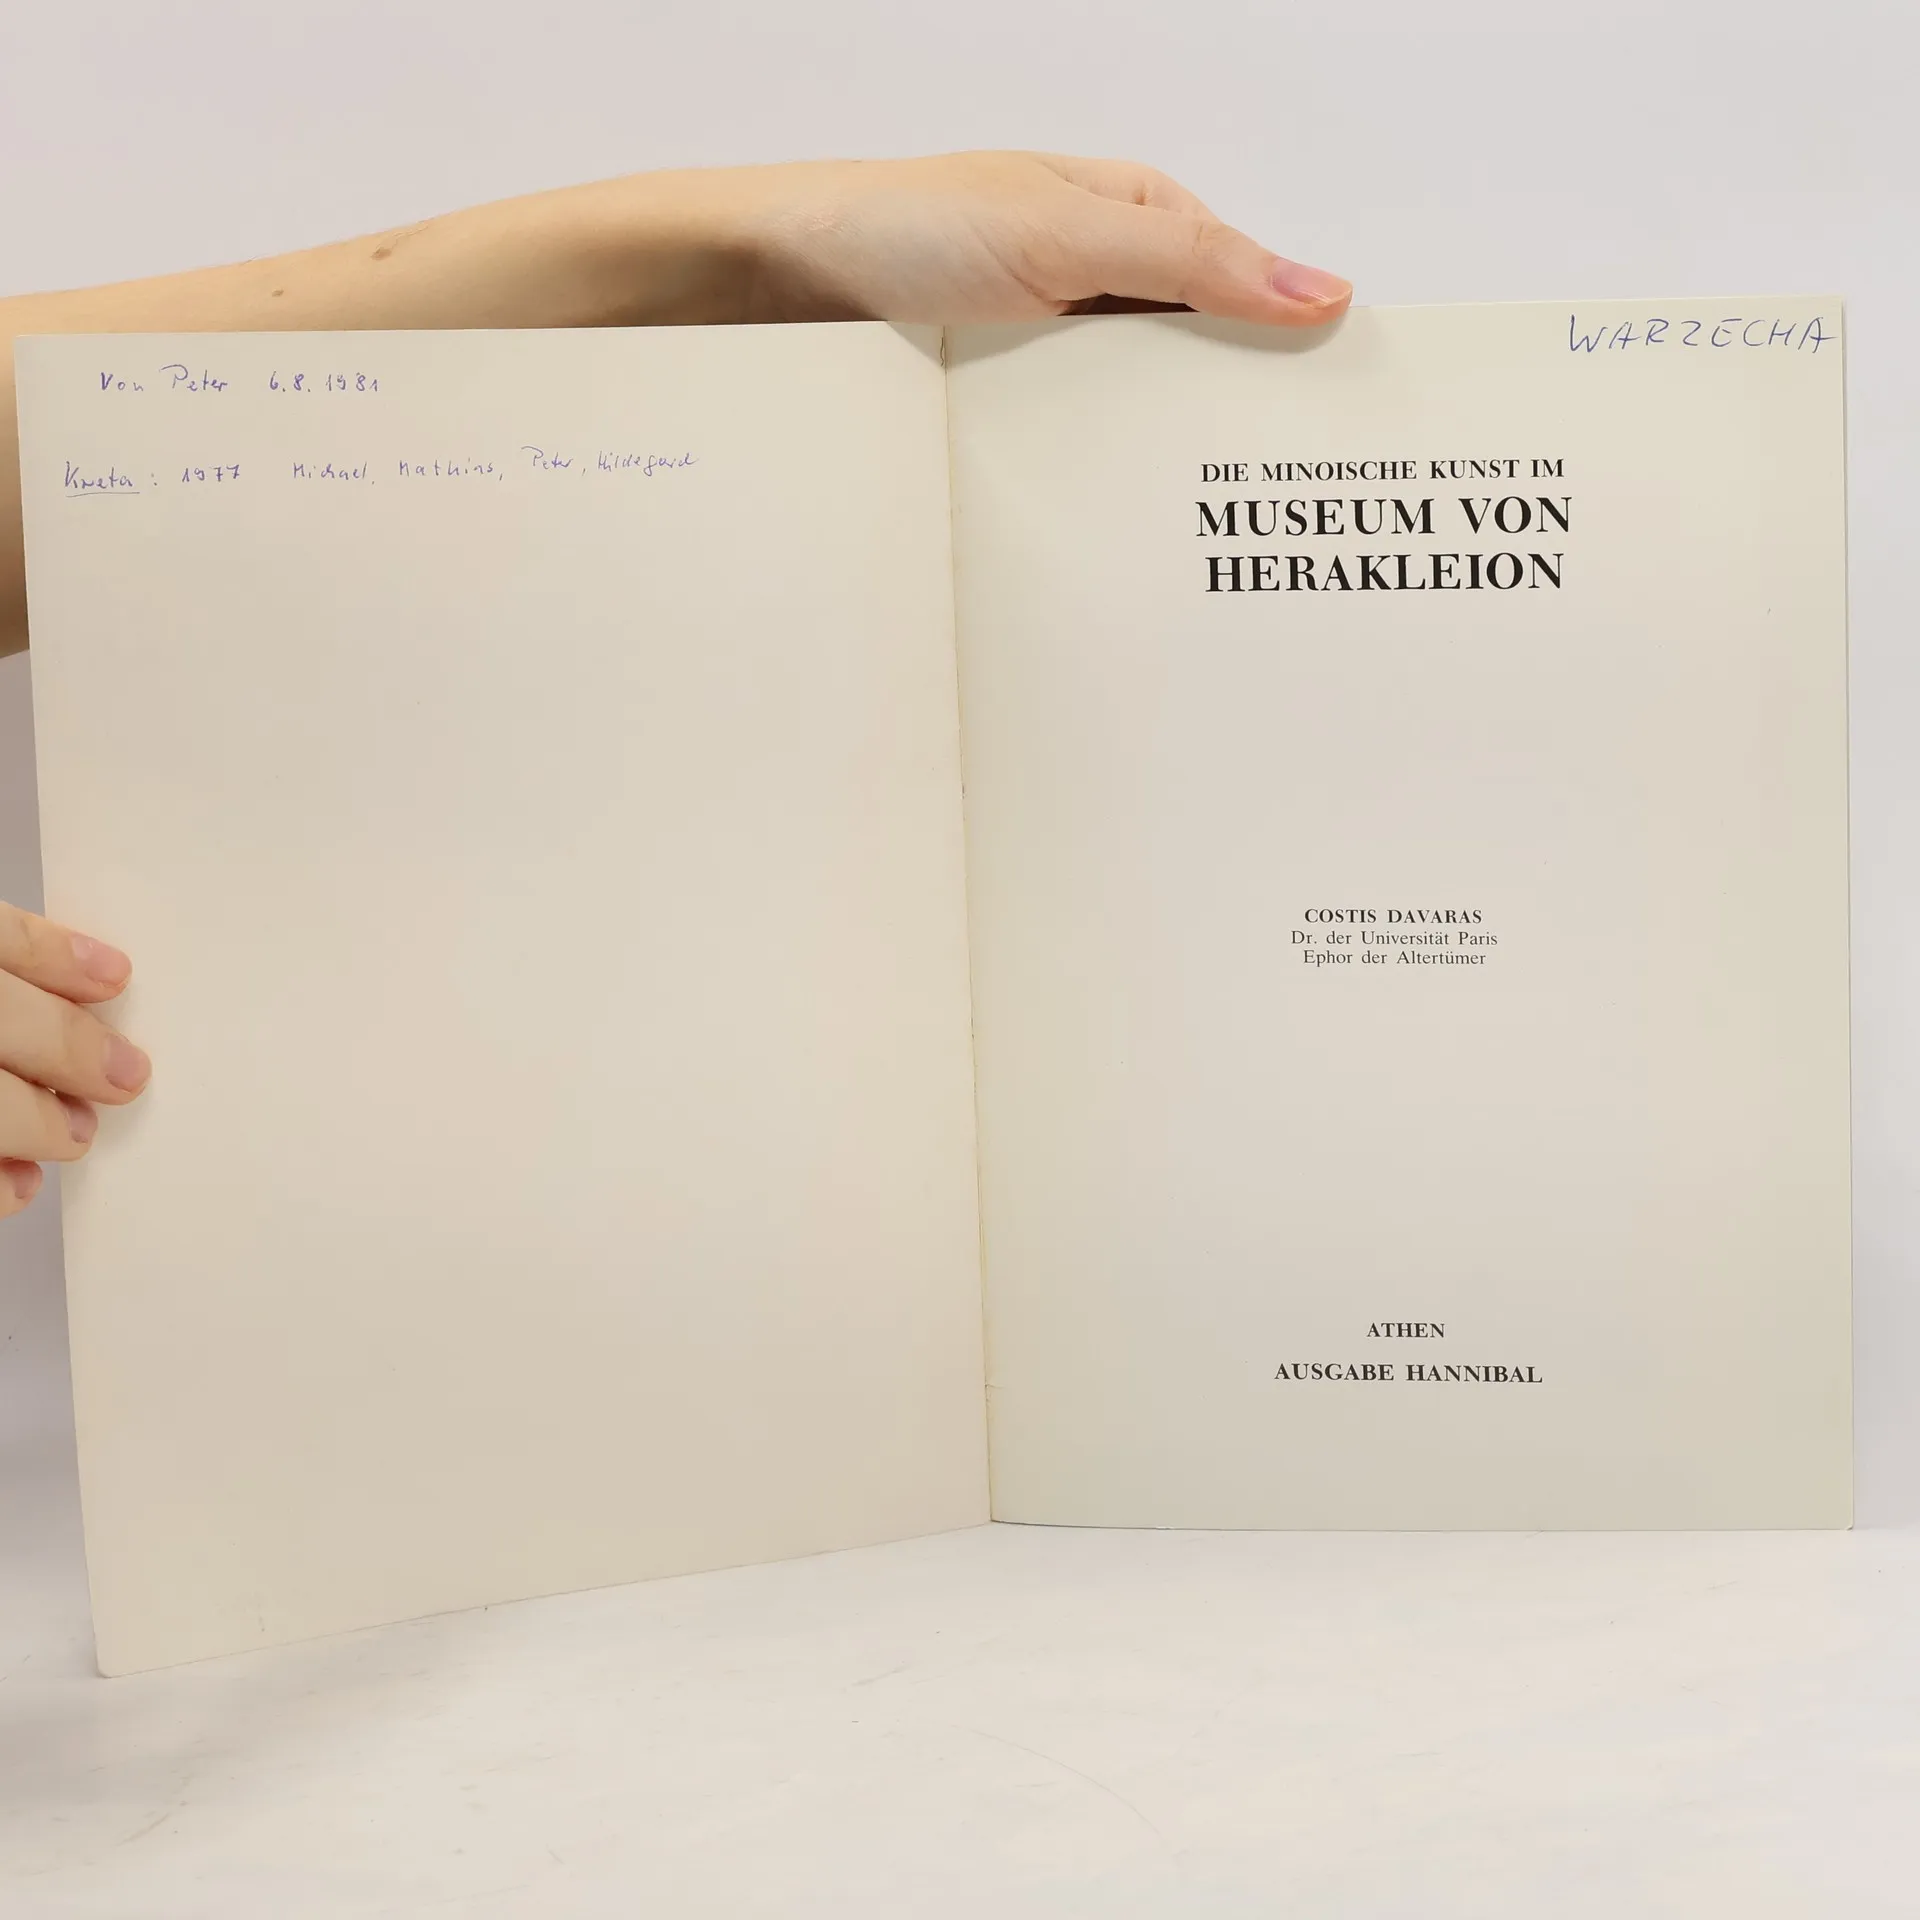 Von Peter 6.8.1981
Kreta: 1977 Michael, Mathias, Peter, Hildegard
WARZECHA
DIE MINOISCHE KUNST IM
MUSEUM VON
HERAKLEION
COSTIS DAVARAS
Dr. der Universität Paris
Ephor der Altertümer
ATHEN
AUSGABE HANNIBAL